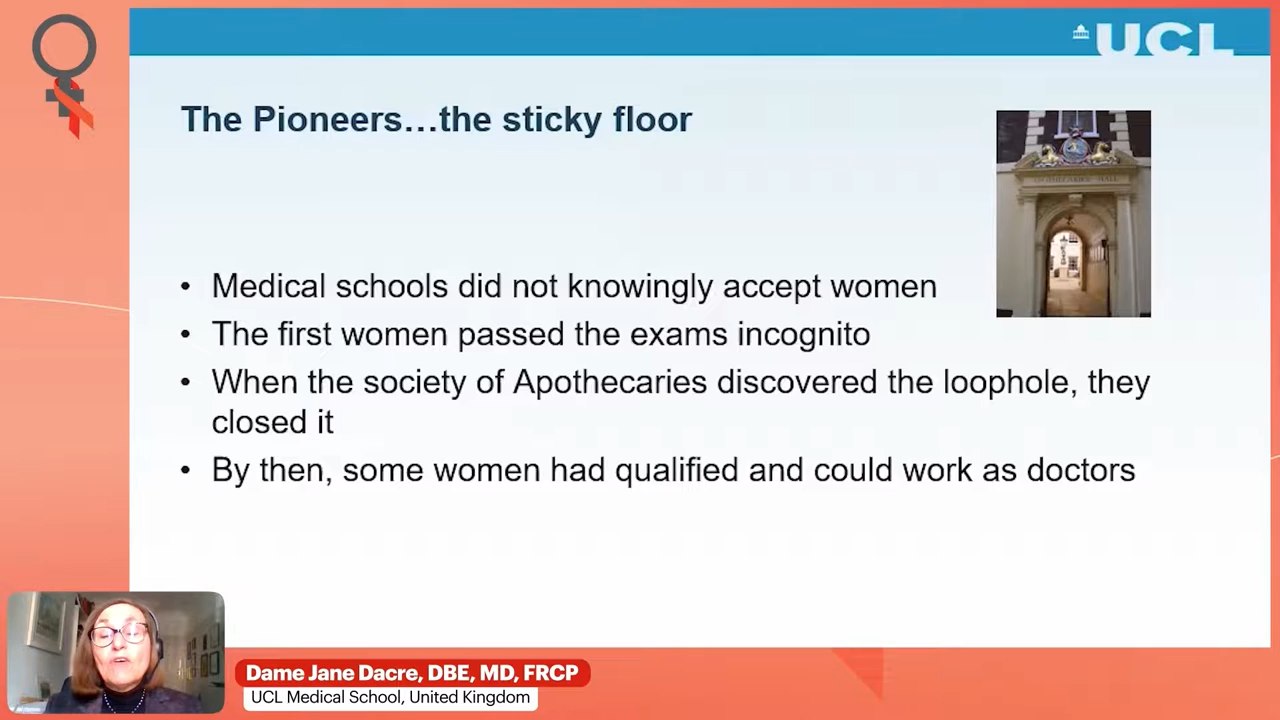 UCL
The Pioneers…the sticky floor
• Medical schools did not knowingly accept women
• The first women passed the exams incognito
• When the society of Apothecaries discovered the loophole, they
closed it
• By then, some women had qualified and could work as doctors
Dame Jane Dacre, DBE, MD, FRCP
UCL Medical School, United Kingdom